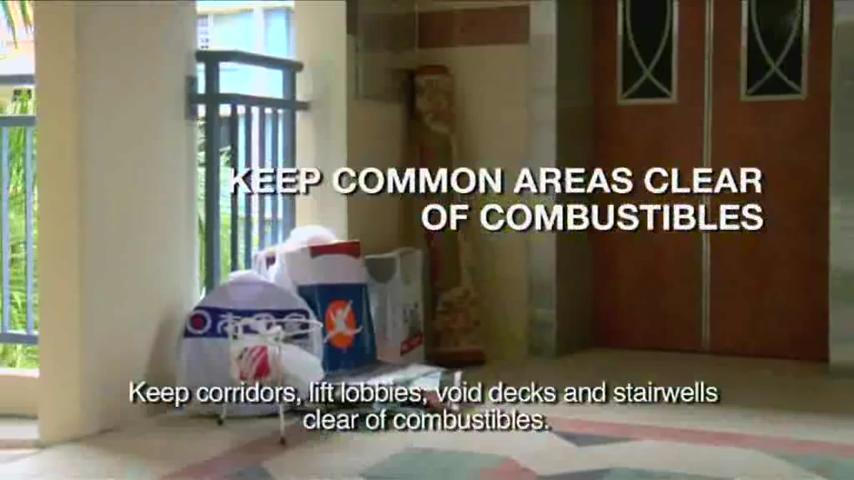 KEEP COMMON AREAS CLEAR
OF COMBUSTIBLES
Keep corridors, lift lobbies, void decks and stairwells
clear of combustibles.